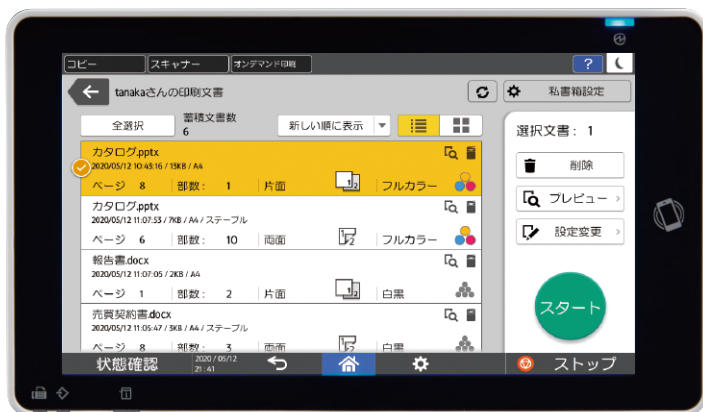 コピー
スキャナー
オンデマンド印刷
?
tanakaさんの印刷文書
私書箱設定
全選択
蓄積文書数
6
新しい順に表示
選択文書: 1
カタログ.pptx
2020/05/12 10:43:16 / 13KB / A4
ページ 8 部数: 1 片面 フルカラー
削除
カタログ.pptx
2020/05/12 11:07:53 / 7KB / A4 / ステープル
ページ 6 部数: 10 両面 フルカラー
プレビュー
設定変更
報告書.docx
2020/05/12 11:07:05 / 2KB / A4
ページ 1 部数: 2 片面 白黒
スタート
売買契約書.docx
2020/05/12 11:05:47 / 3KB / A4 / ステープル
ページ 8 部数: 3 両面 白黒
状態確認
2020 / 05/12
21 : 41
ストップ